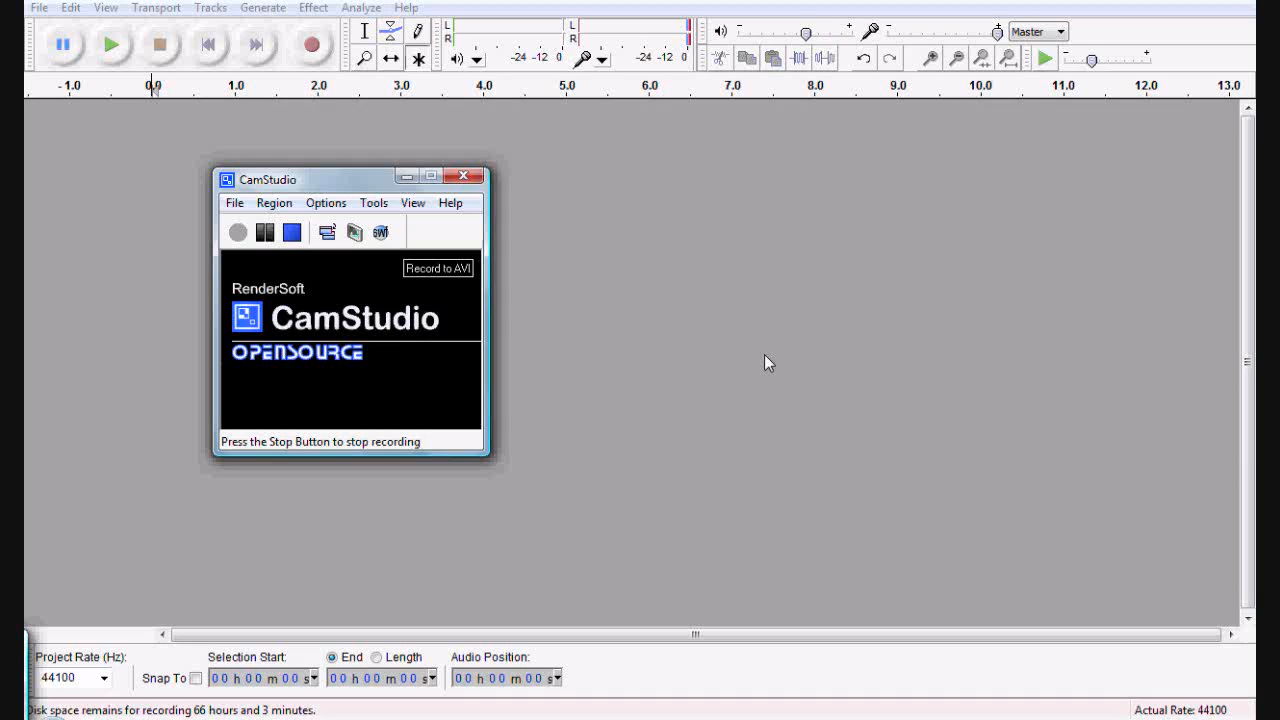 File Edit View Transport Tracks Generate Effect Analyze Help
L
R
L
R
-24 -12 0
-24 -12 0
Master
-1.0 0.0 1.0 2.0 3.0 4.0 5.0 6.0 7.0 8.0 9.0 10.0 11.0 12.0 13.0
CamStudio
File Region Options Tools View Help
SWF
Record to AVI
RenderSoft
CamStudio
OPENSOURCE
Press the Stop Button to stop recording
Project Rate (Hz):
Selection Start:
End
Length
Audio Position:
44100
Snap To
00 h 00 m 00 s
00 h 00 m 00 s
00 h 00 m 00 s
Disk space remains for recording 66 hours and 3 minutes.
Actual Rate: 44100